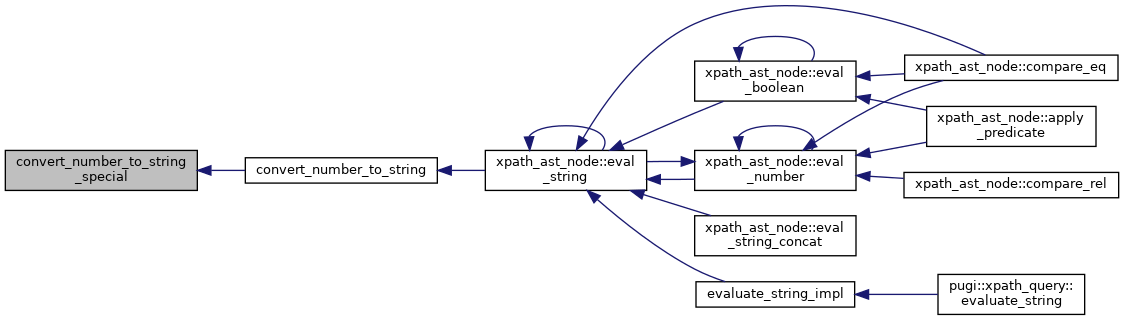 convert_number_to_string
_special
convert_number_to_string
xpath_ast_node::eval
_string
xpath_ast_node::eval
_boolean
xpath_ast_node::eval
_number
xpath_ast_node::eval
_string_concat
evaluate_string_impl
xpath_ast_node::compare_eq
xpath_ast_node::apply
_predicate
xpath_ast_node::compare_rel
pugi::xpath_query::
evaluate_string